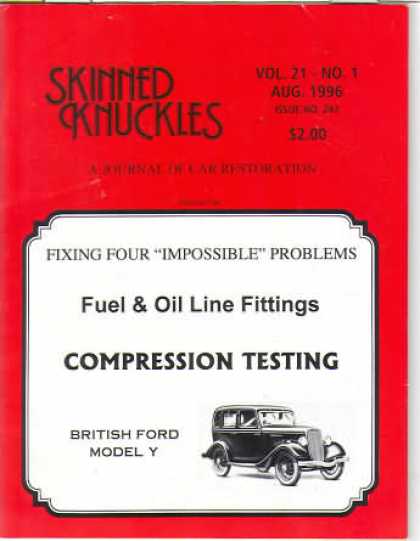 SKINNED
KNUCKLES
VOL. 21 - NO. 1
AUG. 1996
ISSUE NO. 241
$2.00
A JOURNAL OF CAR RESTORATION
FIXING FOUR “IMPOSSIBLE” PROBLEMS
Fuel & Oil Line Fittings
COMPRESSION TESTING
BRITISH FORD
MODEL Y